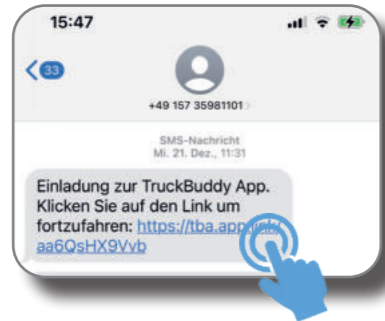 15:47
33
+49 157 35981101
SMS-Nachricht
Mi. 21. Dez., 11:31
Einladung zur TruckBuddy App.
Klicken Sie auf den Link um
fortzufahren:
aa6QsHX9Vvb